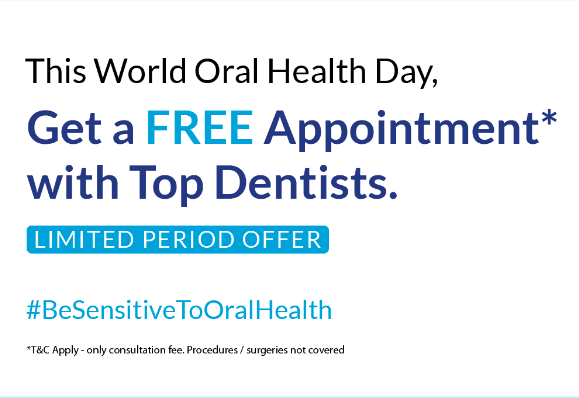 This World Oral Health Day,
Get a FREE Appointment*
with Top Dentists.
LIMITED PERIOD OFFER
#BeSensitiveToOralHealth
*T&C Apply - only consultation fee. Procedures / surgeries not covered